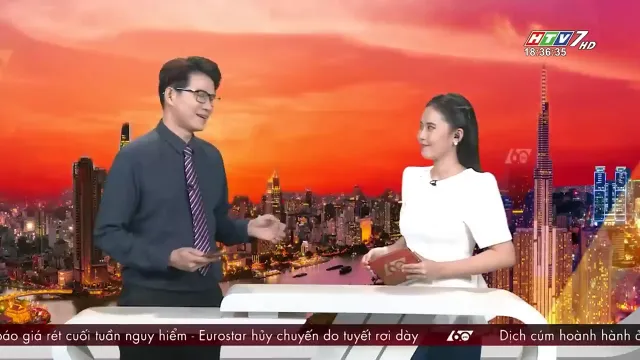 HTV7 HD
18:36:35
báo giá rét cuối tuần nguy hiểm - Eurostar hủy chuyến do tuyết rơi dày 60 Dịch cúm hoành hành ở